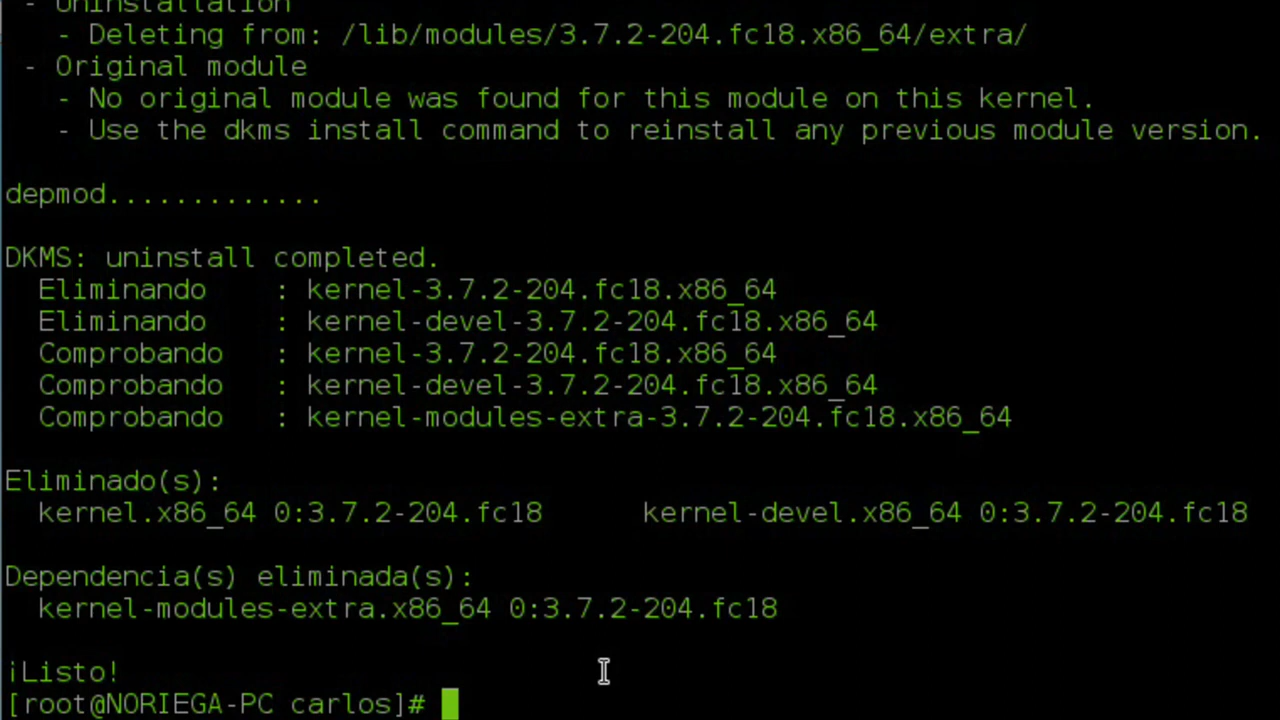 - Uninstallation
- Deleting from: /lib/modules/3.7.2-204.fc18.x86_64/extra/
- Original module
- No original module was found for this module on this kernel.
- Use the dkms install command to reinstall any previous module version.
depmod.............
DKMS: uninstall completed.
Eliminando    : kernel-3.7.2-204.fc18.x86_64
Eliminando    : kernel-devel-3.7.2-204.fc18.x86_64
Comprobando   : kernel-3.7.2-204.fc18.x86_64
Comprobando   : kernel-devel-3.7.2-204.fc18.x86_64
Comprobando   : kernel-modules-extra-3.7.2-204.fc18.x86_64
Eliminado(s):
kernel.x86_64 0:3.7.2-204.fc18      kernel-devel.x86_64 0:3.7.2-204.fc18
Dependencia(s) eliminada(s):
kernel-modules-extra.x86_64 0:3.7.2-204.fc18
¡Listo!
[root@NORIEGA-PC carlos]#